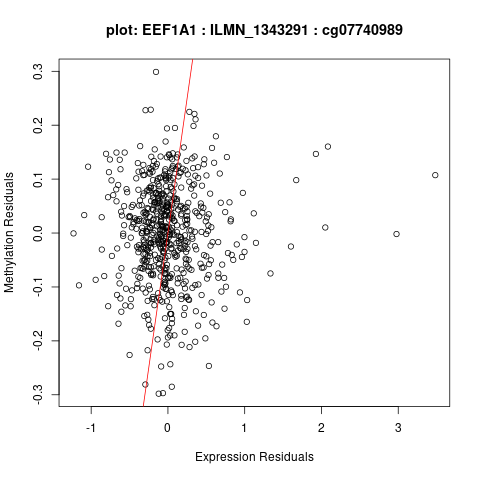 plot: EEF1A1 : ILMN_1343291 : cg07740989
Methylation Residuals
0.3
0.2
0.1
0.0
-0.1
-0.2
-0.3
-1 0 1 2 3
Expression Residuals